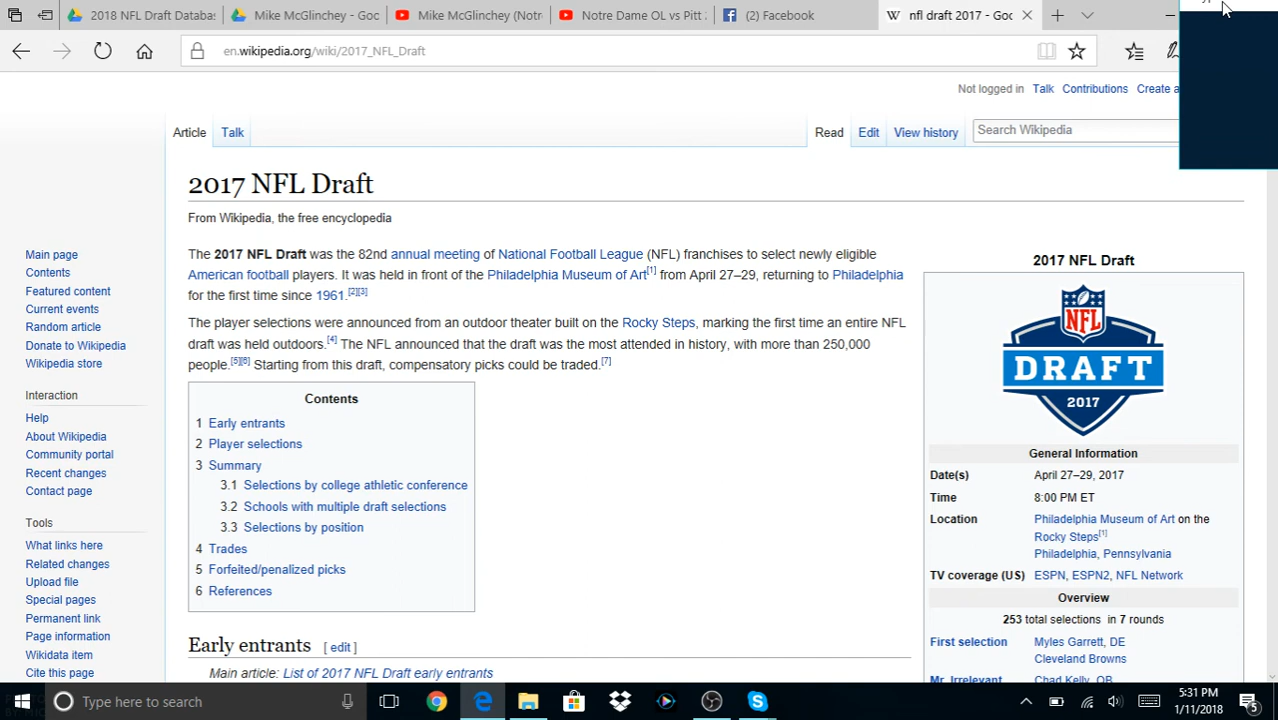 2018 NFL Draft Databas
Mike McGlinchey - Goo
Mike McGlinchey (Notre
Notre Dame OL vs Pitt 2
(7) Facebook
W nfl draft 2017 - Goo
en.wikipedia.org/wiki/2017_NFL_Draft
Not logged in Talk Contributions Create a
Article Talk
Read Edit View history Search Wikipedia
2017 NFL Draft
From Wikipedia, the free encyclopedia
The 2017 NFL Draft was the 82nd annual meeting of National Football League (NFL) franchises to select newly eligible
American football players. It was held in front of the Philadelphia Museum of Art[1] from April 27–29, returning to Philadelphia
for the first time since 1961.[2][3]
The player selections were announced from an outdoor theater built on the Rocky Steps, marking the first time an entire NFL
draft was held outdoors.[4] The NFL announced that the draft was the most attended in history, with more than 250,000
people.[5][6] Starting from this draft, compensatory picks could be traded.[7]
Contents
1 Early entrants
2 Player selections
3 Summary
3.1 Selections by college athletic conference
3.2 Schools with multiple draft selections
3.3 Selections by position
4 Trades
5 Forfeited/penalized picks
6 References
Early entrants [ edit ]
Main article: List of 2017 NFL Draft early entrants
Main page
Contents
Featured content
Current events
Random article
Donate to Wikipedia
Wikipedia store
Interaction
Help
About Wikipedia
Community portal
Recent changes
Contact page
Tools
What links here
Related changes
Upload file
Special pages
Permanent link
Page information
Wikidata item
Cite this page
2017 NFL Draft
NFL
DRAFT
2017
General Information
Date(s) April 27–29, 2017
Time 8:00 PM ET
Location Philadelphia Museum of Art on the
Rocky Steps[1]
Philadelphia, Pennsylvania
TV coverage (US) ESPN, ESPN2, NFL Network
Overview
253 total selections in 7 rounds
First selection Myles Garrett, DE
Cleveland Browns
Mr. Irrelevant Chad Kelly, QB
Type here to search
5:31 PM
1/11/2018
5